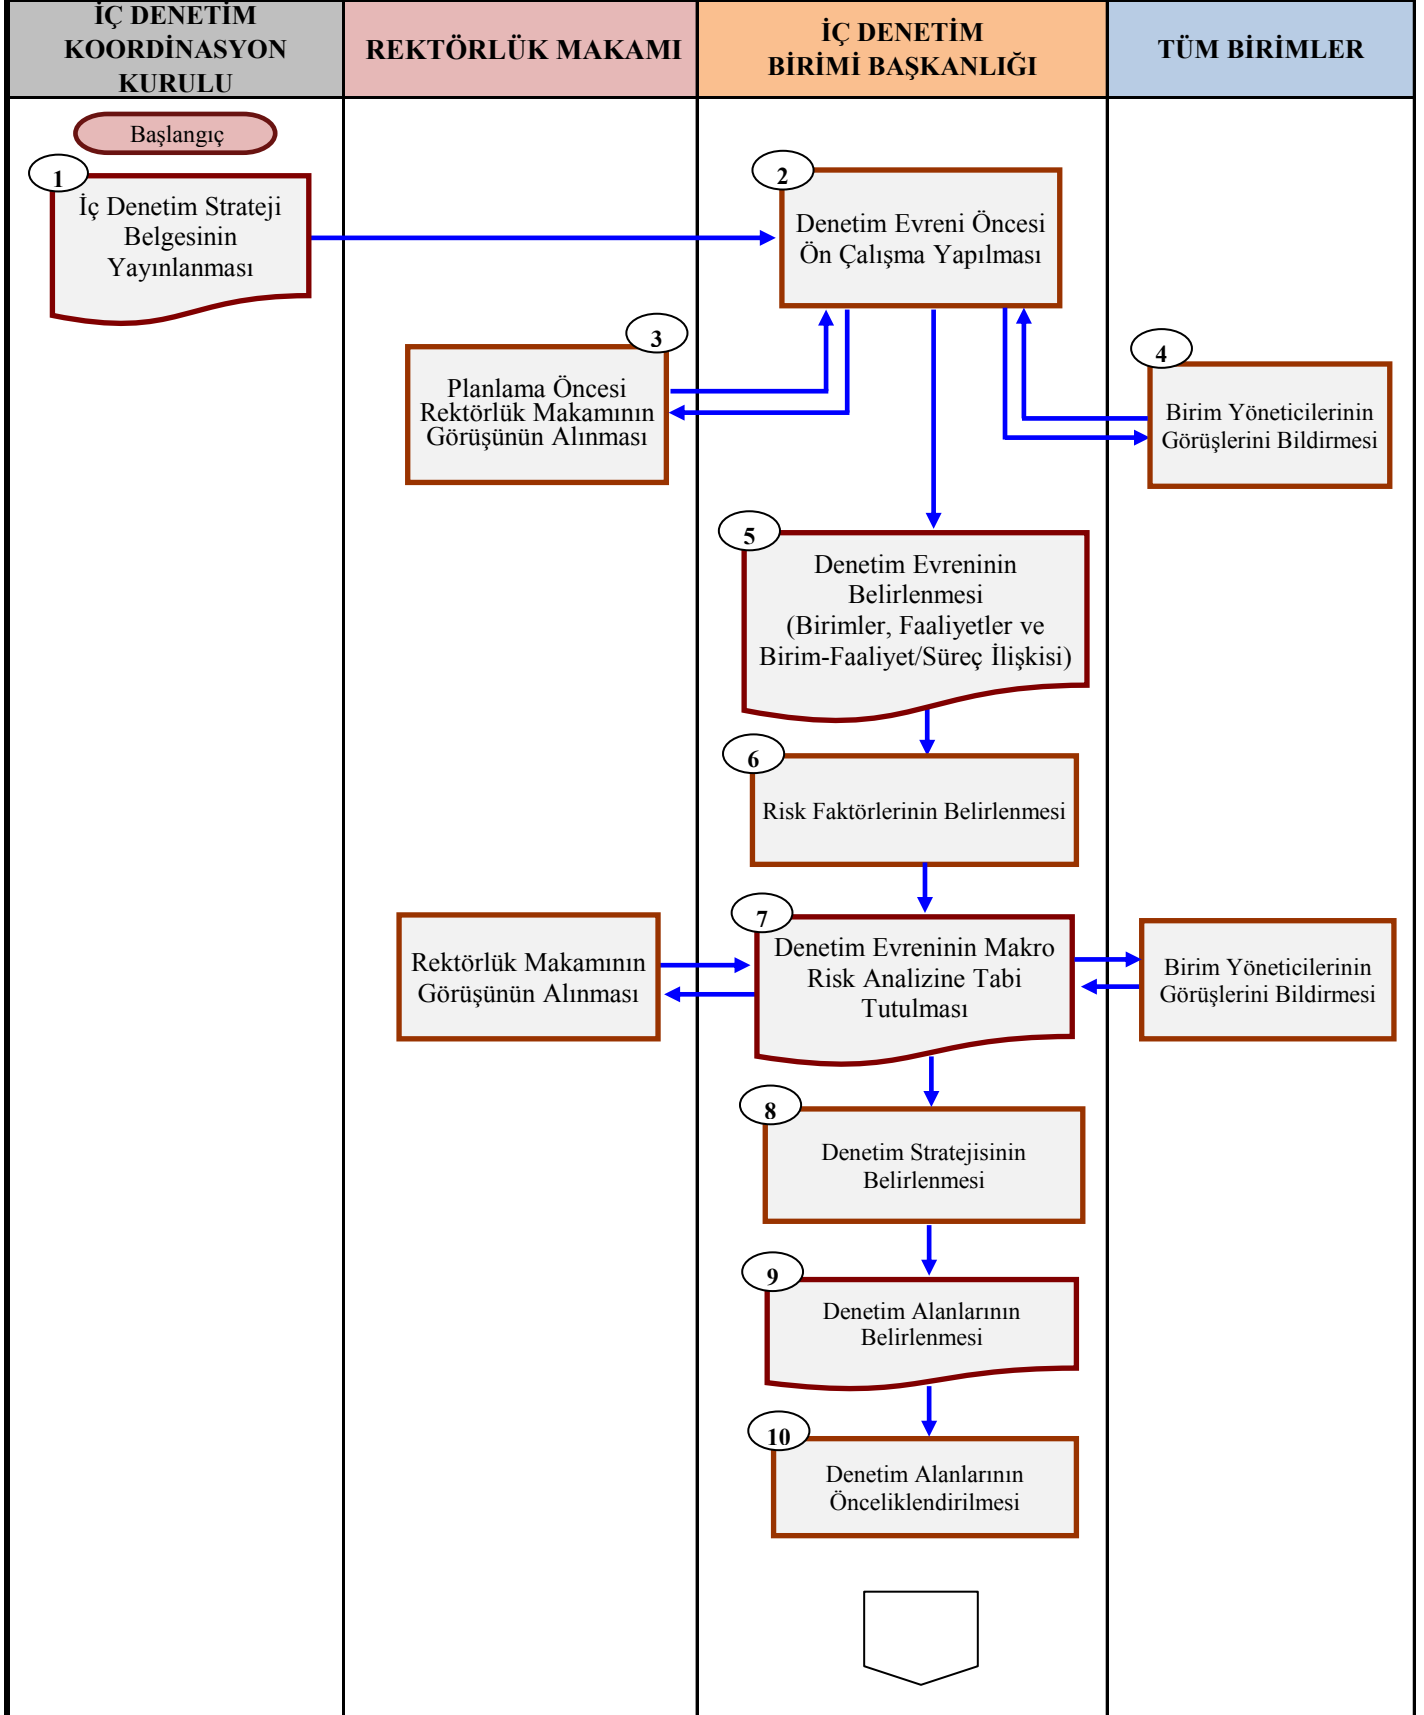 İÇ DENETİM
KOORDİNASYON
KURULU
REKTÖRLÜK MAKAMI
İÇ DENETİM
BİRİMİ BAŞKANLIĞI
TÜM BİRİMLER
Başlangıç
1
İç Denetim Strateji
Belgesinin
Yayınlanması
2
Denetim Evreni Öncesi
Ön Çalışma Yapılması
3
Planlama Öncesi
Rektörlük Makamının
Görüşünün Alınması
4
Birim Yöneticilerinin
Görüşlerini Bildirmesi
5
Denetim Evreninin
Belirlenmesi
(Birimler, Faaliyetler ve
Birim-Faaliyet/Süreç İlişkisi)
6
Risk Faktörlerinin Belirlenmesi
Rektörlük Makamının
Görüşünün Alınması
7
Denetim Evreninin Makro
Risk Analizine Tabi
Tutulması
Birim Yöneticilerinin
Görüşlerini Bildirmesi
8
Denetim Stratejisinin
Belirlenmesi
9
Denetim Alanlarının
Belirlenmesi
10
Denetim Alanlarının
Önceliklendirilmesi